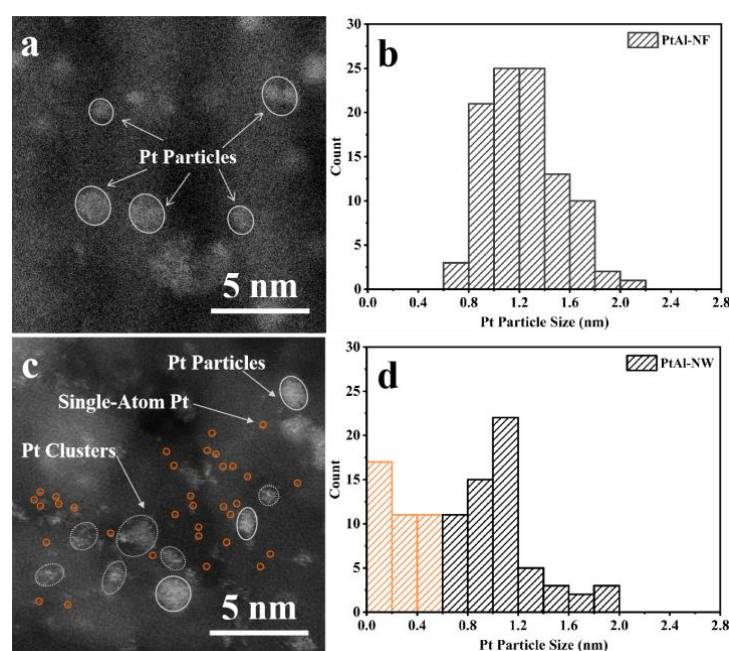 a
Pt Particles
5 nm
b
PtAl-NF
30
25
20
15
10
5
0
Count
0.0 0.4 0.8 1.2 1.6 2.0 2.4 2.8
Pt Particle Size (nm)
c
Pt Particles
Single-Atom Pt
Pt Clusters
5 nm
d
PtAl-NW
30
25
20
15
10
5
0
Count
0.0 0.4 0.8 1.2 1.6 2.0 2.4 2.8
Pt Particle Size (nm)